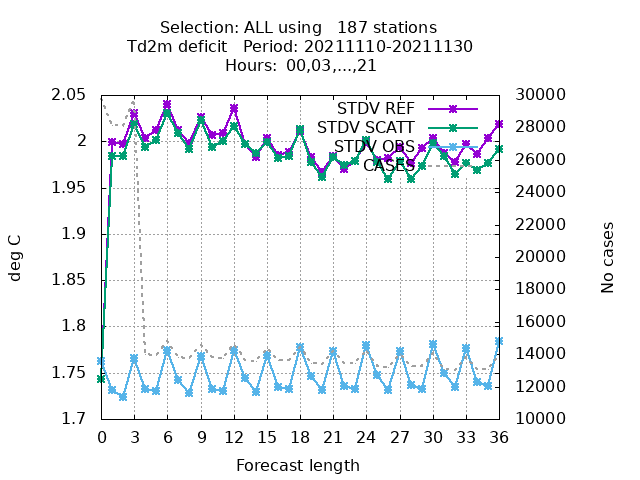 Selection: ALL using   187 stations
Td2m deficit   Period: 20211110-20211130
Hours:  00,03,...,21
2.05
2
1.95
1.9
1.85
1.8
1.75
1.7
deg C
STDV REF
STDV SCATT
STDV OBS
CASES
30000
28000
26000
24000
22000
20000
18000
16000
14000
12000
10000
No cases
0 3 6 9 12 15 18 21 24 27 30 33 36
Forecast length